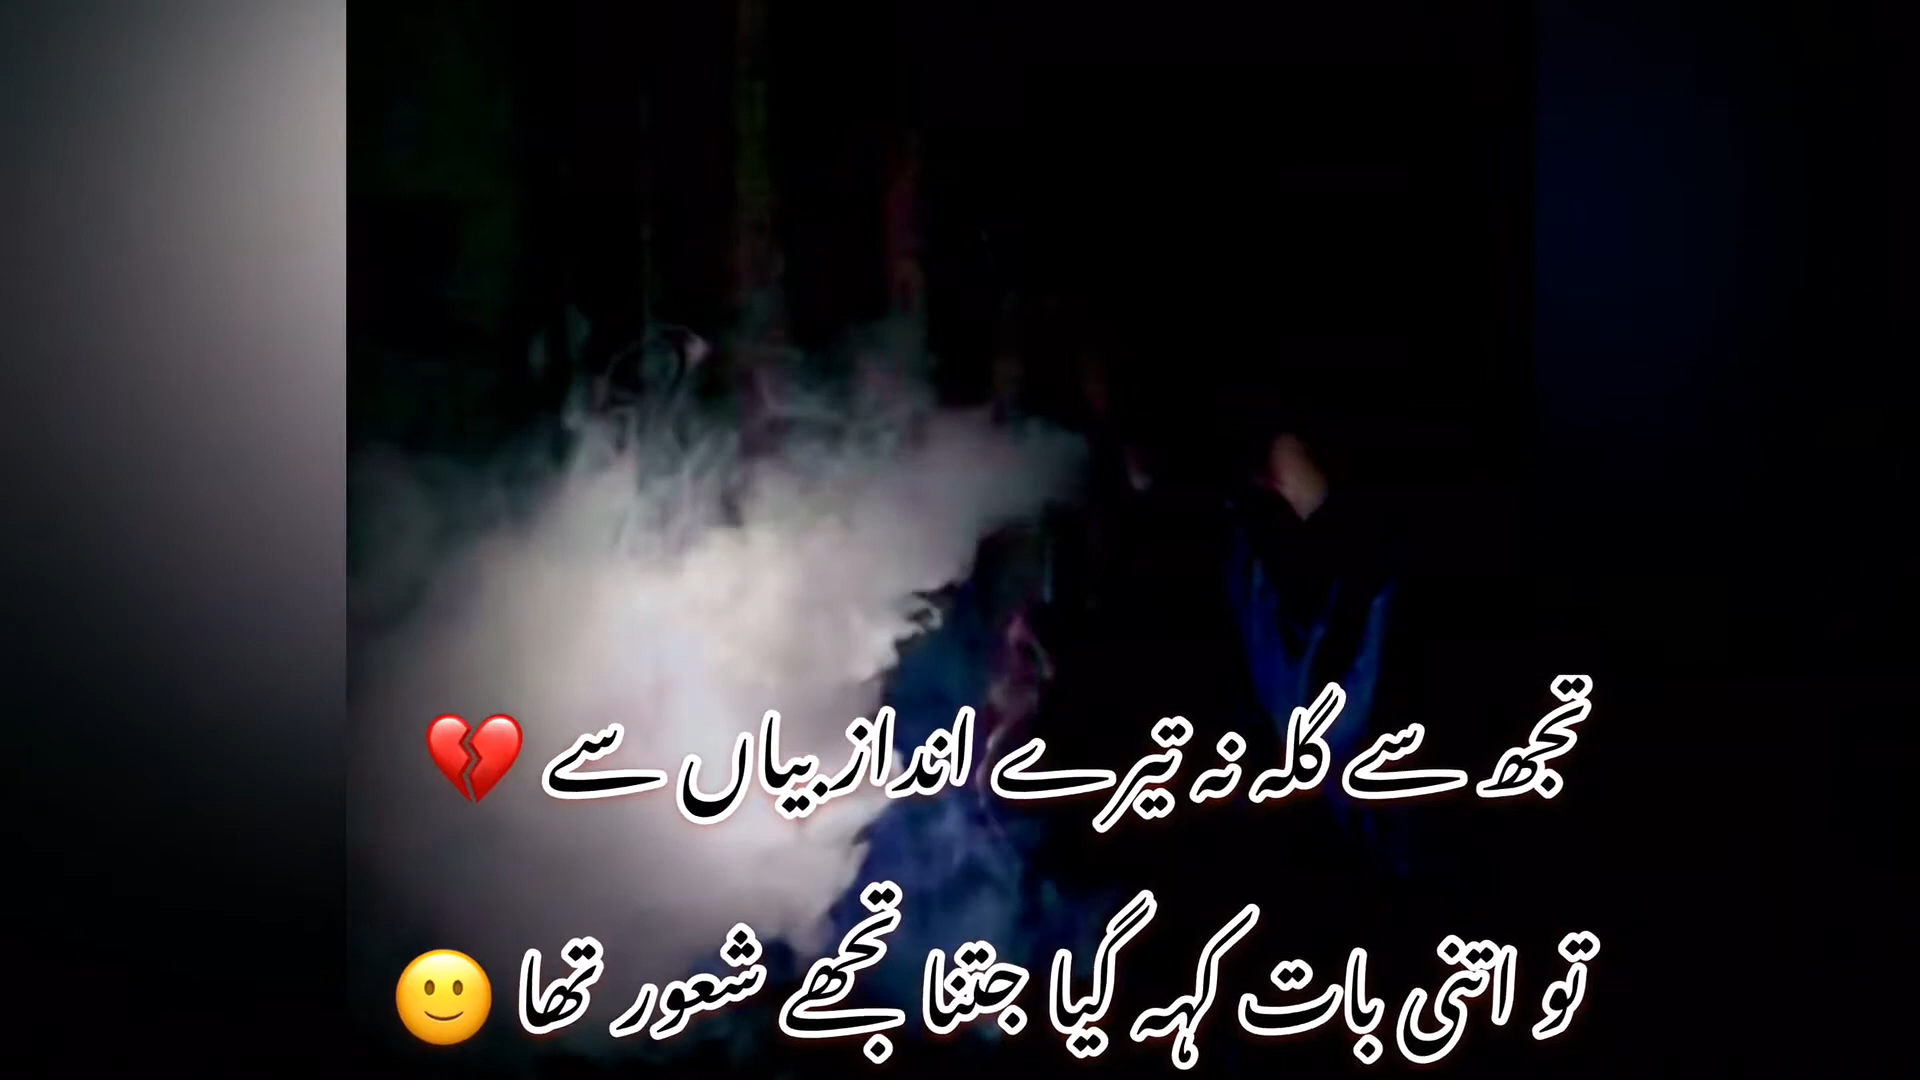 تجھ سے گلہ نہ تیرے انداز بیاں سے 💔
تو اتنی بات کہہ گیا جتنا تجھے شعور تھا 🙂